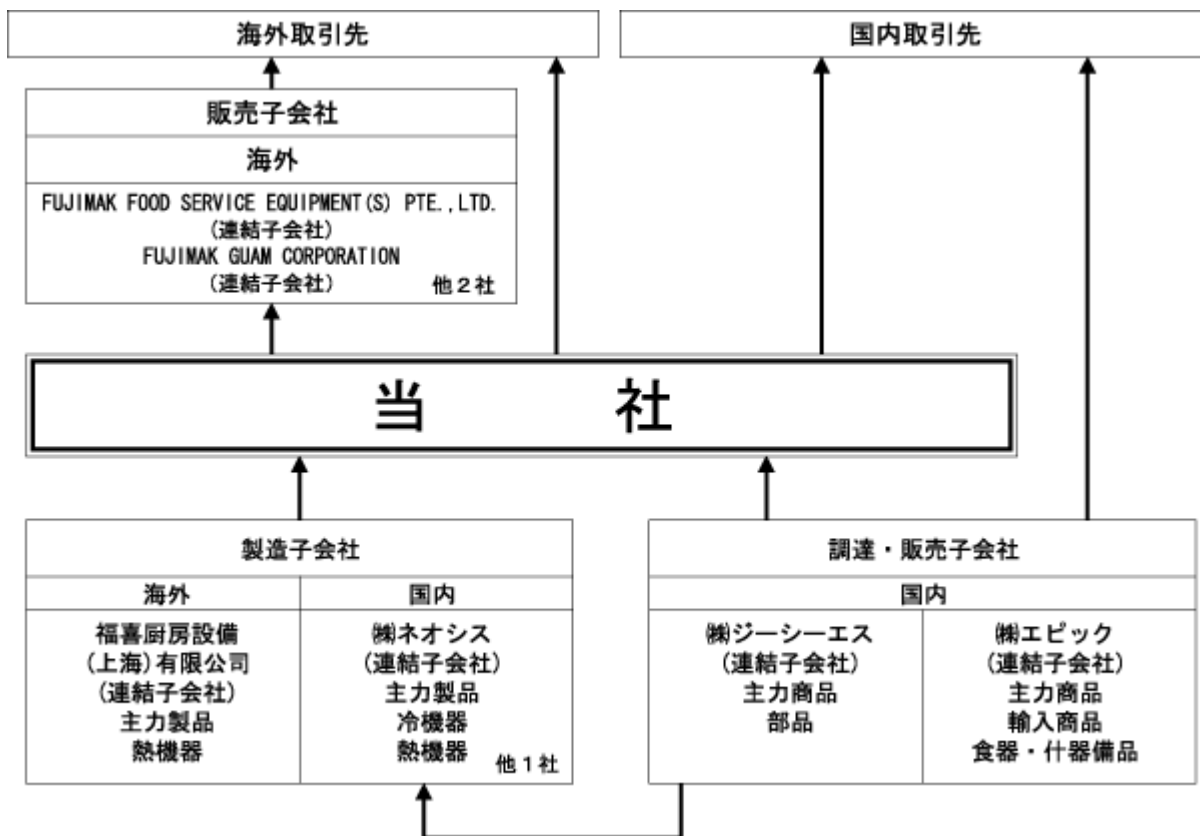 海外取引先
国内取引先
販売子会社
海外
FUJIMAK FOOD SERVICE EQUIPMENT(S) PTE.,LTD.
(連結子会社)
FUJIMAK GUAM CORPORATION
(連結子会社)
他2社
当社
製造子会社
海外
国内
福喜厨房設備
(上海)有限公司
(連結子会社)
主力製品
熱機器
㈱ネオシス
(連結子会社)
主力製品
冷機器
熱機器
他1社
調達・販売子会社
国内
㈱ジーシーエス
(連結子会社)
主力商品
部品
㈱エピック
(連結子会社)
主力商品
輸入商品
食器・什器備品